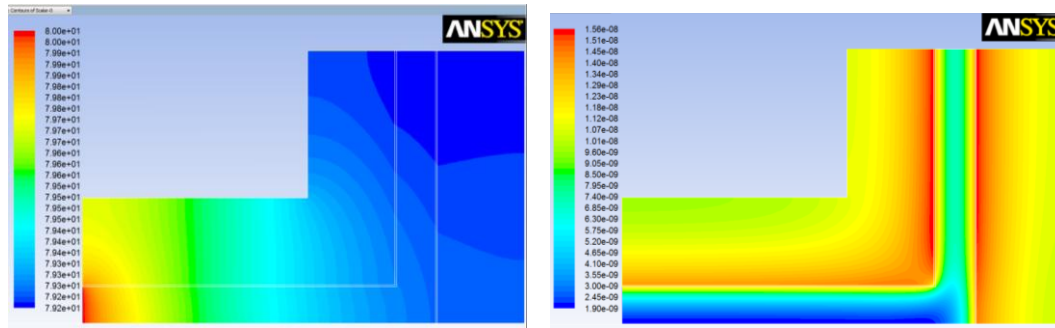 Contours of Scalar-0
ANSYS
8.00e+01
8.00e+01
7.99e+01
7.99e+01
7.99e+01
7.98e+01
7.98e+01
7.98e+01
7.97e+01
7.97e+01
7.97e+01
7.96e+01
7.96e+01
7.96e+01
7.95e+01
7.95e+01
7.95e+01
7.94e+01
7.94e+01
7.94e+01
7.94e+01
7.93e+01
7.93e+01
7.93e+01
7.92e+01
7.92e+01
ANSYS
1.56e-08
1.51e-08
1.45e-08
1.40e-08
1.34e-08
1.29e-08
1.23e-08
1.18e-08
1.12e-08
1.07e-08
1.01e-08
9.60e-09
9.05e-09
8.50e-09
7.95e-09
7.40e-09
6.85e-09
6.30e-09
5.75e-09
5.20e-09
4.65e-09
4.10e-09
3.55e-09
3.00e-09
2.45e-09
1.90e-09